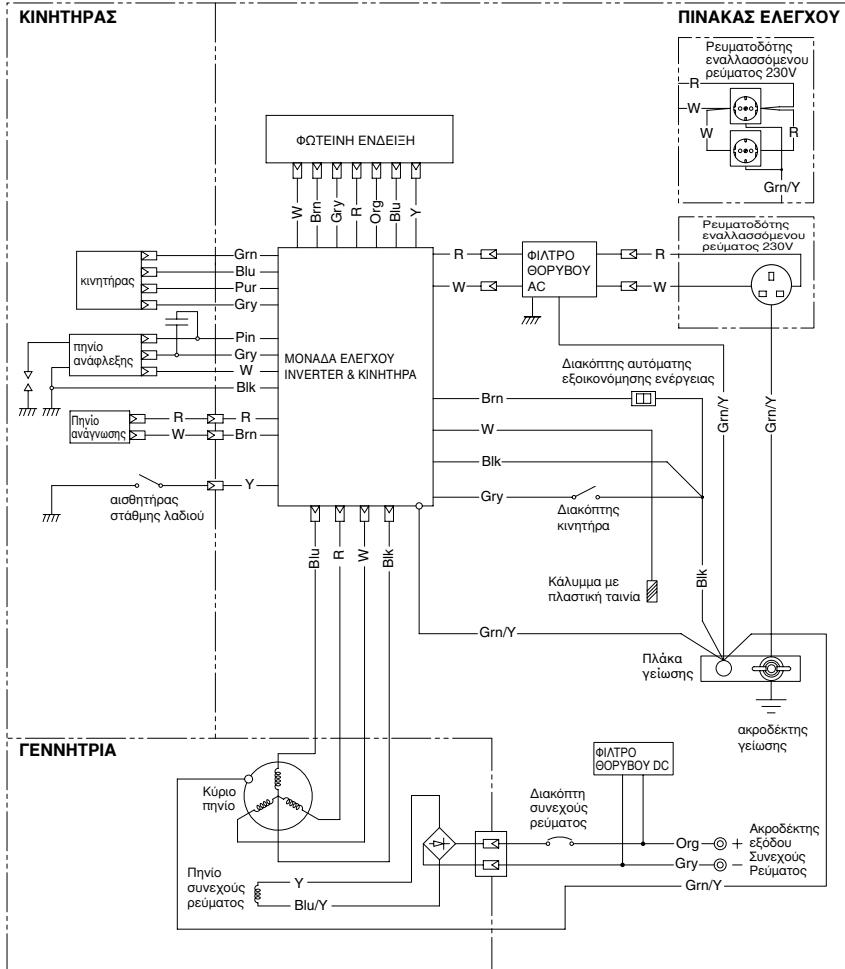 ΚΙΝΗΤΗΡΑΣ
ΠΙΝΑΚΑΣ ΕΛΕΓΧΟΥ
Ρευματοδότης
εναλλασσόμενου
ρεύματος 230V
R
W
W
R
Grn/Y
ΦΩΤΕΙΝΗ ΕΝΔΕΙΞΗ
W
Brn
Gry
R
Org
Blu
Y
Ρευματοδότης
εναλλασσόμενου
ρεύματος 230V
κινητήρας
Grn
Blu
Pur
Gry
πηνίο
ανάφλεξης
Pin
Gry
W
Blk
Πηνίο
ανάγνωσης
R
R
W
Brn
αισθητήρας
στάθμης λαδιού
Y
ΜΟΝΑΔΑ ΕΛΕΓΧΟΥ
INVERTER & ΚΙΝΗΤΗΡΑ
R
W
ΦΙΛΤΡΟ
ΘΟΡΥΒΟΥ
AC
R
W
Διακόπτης αυτόματης
εξοικονόμησης ενέργειας
Brn
W
Blk
Gry
Διακόπτης
κινητήρα
Grn/Y
Grn/Y
Κάλυμμα με
πλαστική ταινία
Blk
Blu
R
W
Blk
Grn/Y
Πλάκα
γείωσης
ακροδέκτης
γείωσης
ΓΕΝΝΗΤΡΙΑ
Κύριο
πηνίο
Πηνίο
συνεχούς
ρεύματος
Y
Blu/Y
ΦΙΛΤΡΟ
ΘΟΡΥΒΟΥ DC
Διακόπτη
συνεχούς
ρεύματος
Org
+
Gry
–
Ακροδέκτης
εξόδου
Συνεχούς
Ρεύματος
Grn/Y